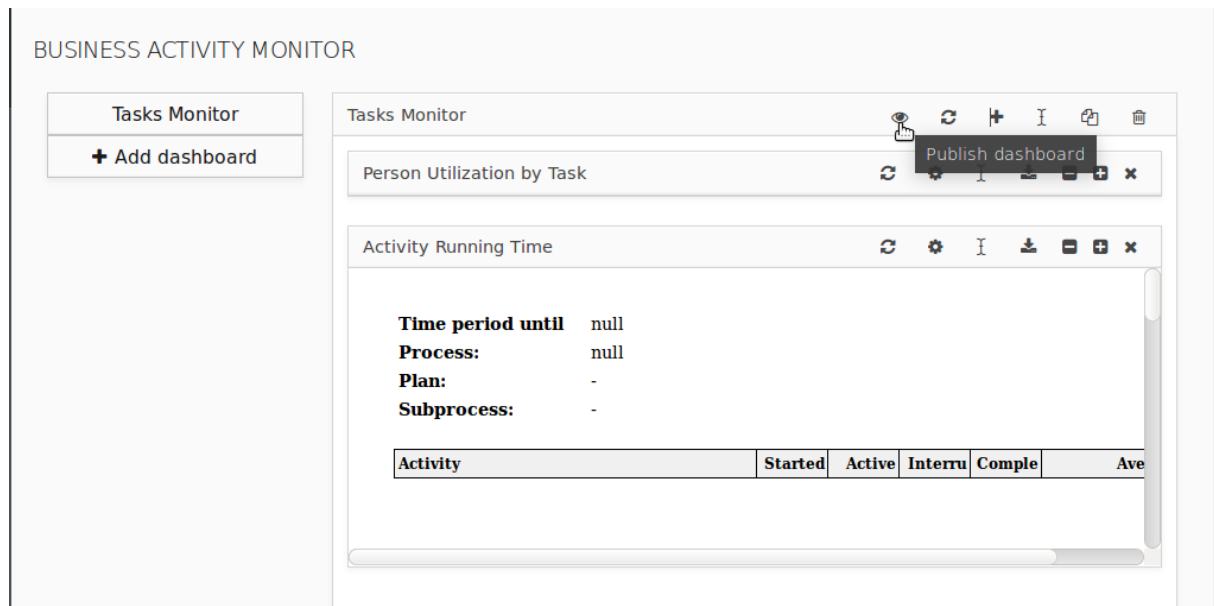 BUSINESS ACTIVITY MONITOR
Tasks Monitor
+ Add dashboard
Tasks Monitor
Publish dashboard
Person Utilization by Task
Activity Running Time
Time period until null
Process: null
Plan: -
Subprocess: -
Activity Started Active Interru Comple Ave